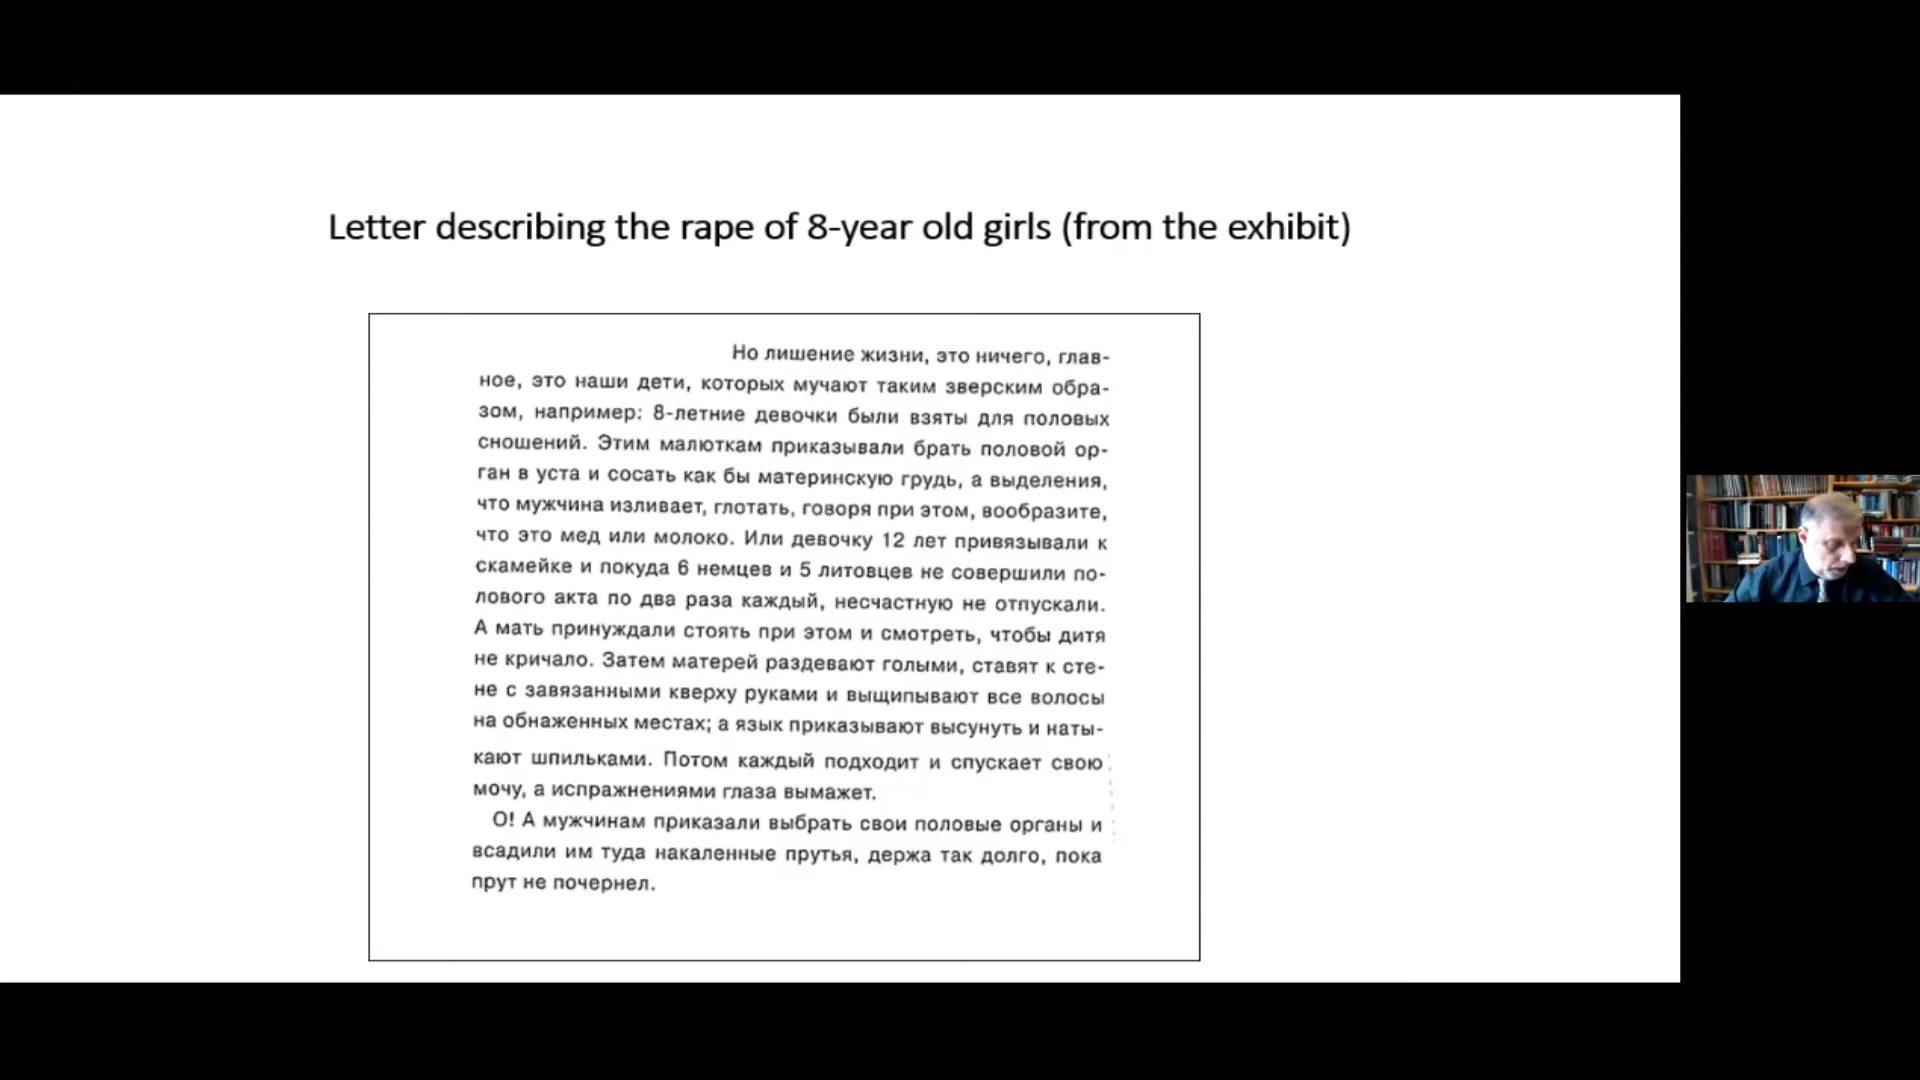 Letter describing the rape of 8-year old girls (from the exhibit)
Но лишение жизни, это ничего, глав-
ное, это наши дети, которых мучают таким зверским обра-
зом, например: 8-летние девочки были взяты для половых
сношений. Этим малюткам приказывали брать половой ор-
ган в уста и сосать как бы материнскую грудь, а выделения,
что мужчина изливает, глотать, говоря при этом, вообразите,
что это мед или молоко. Или девочку 12 лет привязывали к
скамейке и покуда 6 немцев и 5 литовцев не совершили по-
лового акта по два раза каждый, несчастную не отпускали.
А мать принуждали стоять при этом и смотреть, чтобы дитя
не кричало. Затем матерей раздевают голыми, ставят к сте-
не с завязанными кверху руками и выщипывают все волосы
на обнаженных местах; а язык приказывают высунуть и наты-
кают шпильками. Потом каждый подходит и спускает свою
мочу, а испражнениями глаза вымажет.
О! А мужчинам приказали выбрать свои половые органы и
всадили им туда накаленные прутья, держа так долго, пока
прут не почернел.